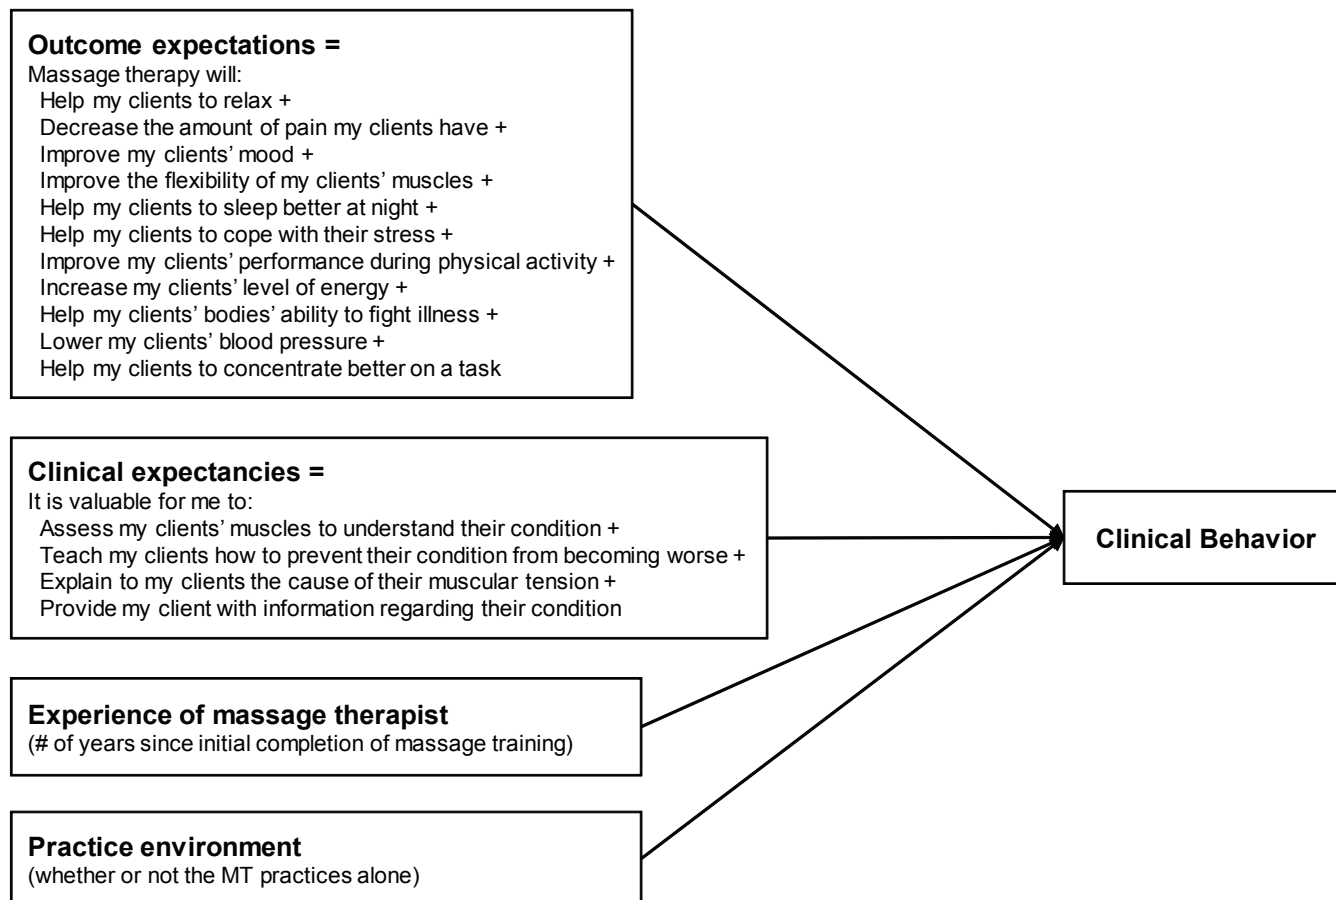 Outcome expectations =
Massage therapy will:
Help my clients to relax +
Decrease the amount of pain my clients have +
Improve my clients’ mood +
Improve the flexibility of my clients’ muscles +
Help my clients to sleep better at night +
Help my clients to cope with their stress +
Improve my clients’ performance during physical activity +
Increase my clients’ level of energy +
Help my clients’ bodies’ ability to fight illness +
Lower my clients’ blood pressure +
Help my clients to concentrate better on a task
Clinical expectancies =
It is valuable for me to:
Assess my clients’ muscles to understand their condition +
Teach my clients how to prevent their condition from becoming worse +
Explain to my clients the cause of their muscular tension +
Provide my client with information regarding their condition
Experience of massage therapist
(# of years since initial completion of massage training)
Practice environment
(whether or not the MT practices alone)
Clinical Behavior